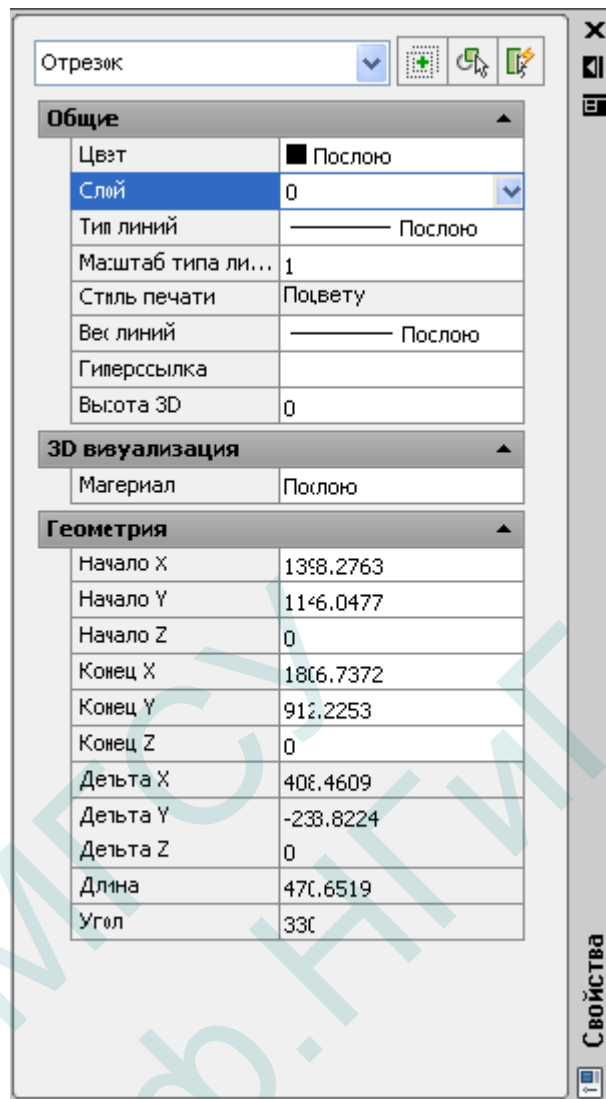 Отрезок
Общие
Цвет Послою
Слой 0
Тип линий Послою
Масштаб типа ли... 1
Стиль печати Поцвету
Вес линий Послою
Гиперссылка
Высота 3D 0
3D визуализация
Материал Послою
Геометрия
Начало X 1398.2763
Начало Y 1146.0477
Начало Z 0
Конец X 1806.7372
Конец Y 912.2253
Конец Z 0
Дельта X 408.4609
Дельта Y -233.8224
Дельта Z 0
Длина 470.6519
Угол 330
Свойства
МГСУ
ф.НГИГ